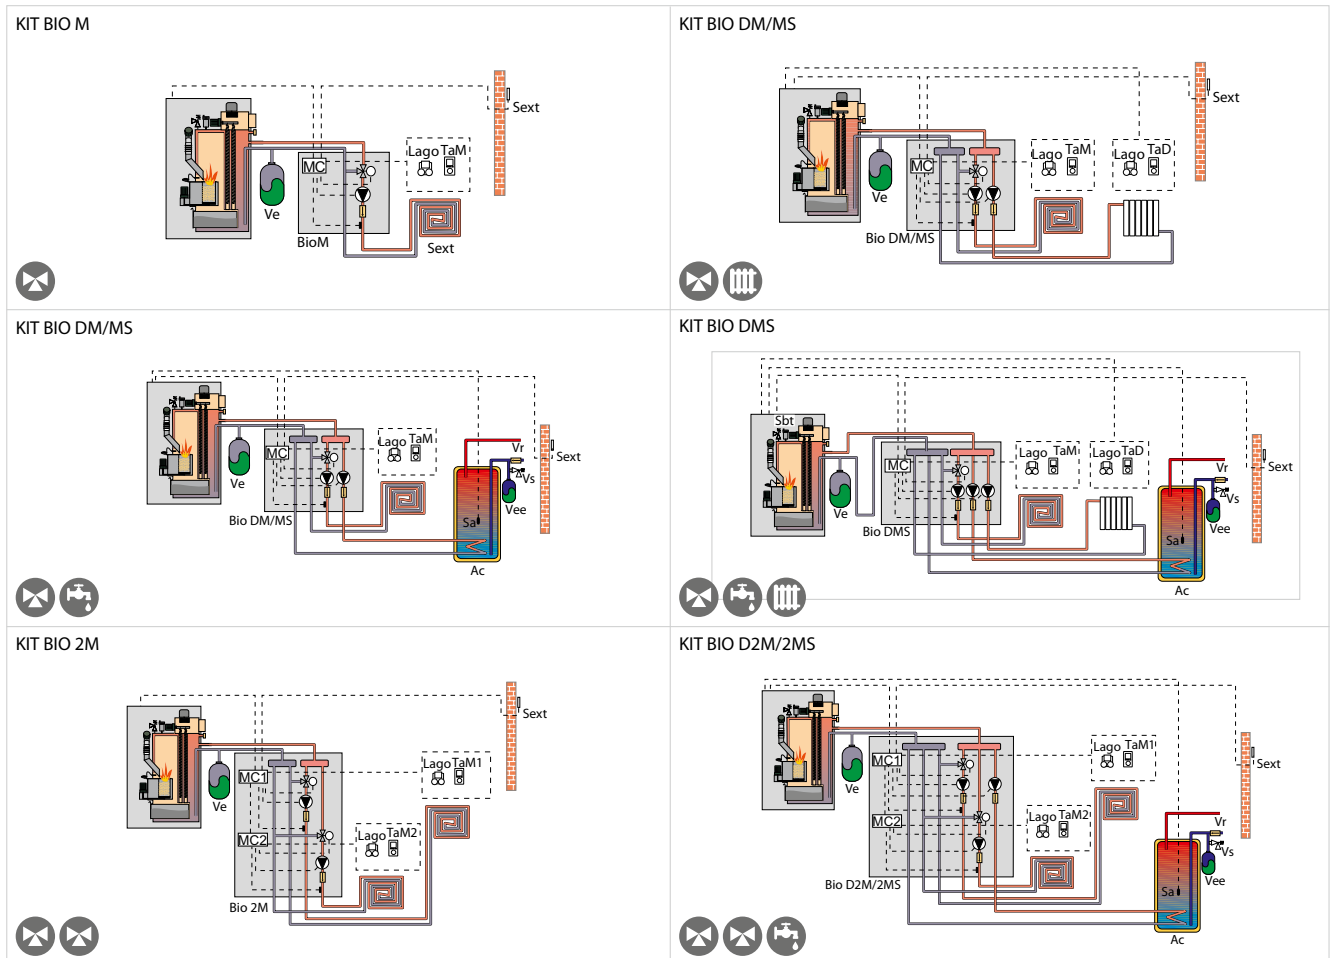 KIT BIO M
Sext
Lago TaM
MC
Ve
BioM
Sext
KIT BIO DM/MS
Sext
Lago TaM
Lago TaD
MC
Ve
Bio DM/MS
KIT BIO DM/MS
Lago TaM
Vr
Sext
MC
Vs
Ve
Vee
Bio DM/MS
Sa
Ac
KIT BIO DMS
Sbt
Lago TaM
Lago TaD
MC
Vr
Sext
Ve
Vs
Vee
Bio DMS
Sa
Ac
KIT BIO 2M
Sext
Lago TaM1
MC1
Ve
MC2
Lago TaM2
Bio 2M
KIT BIO D2M/2MS
Lago TaM1
MC1
Sext
Ve
MC2
Lago TaM2
Vr
Vs
Vee
Bio D2M/2MS
Sa
Ac